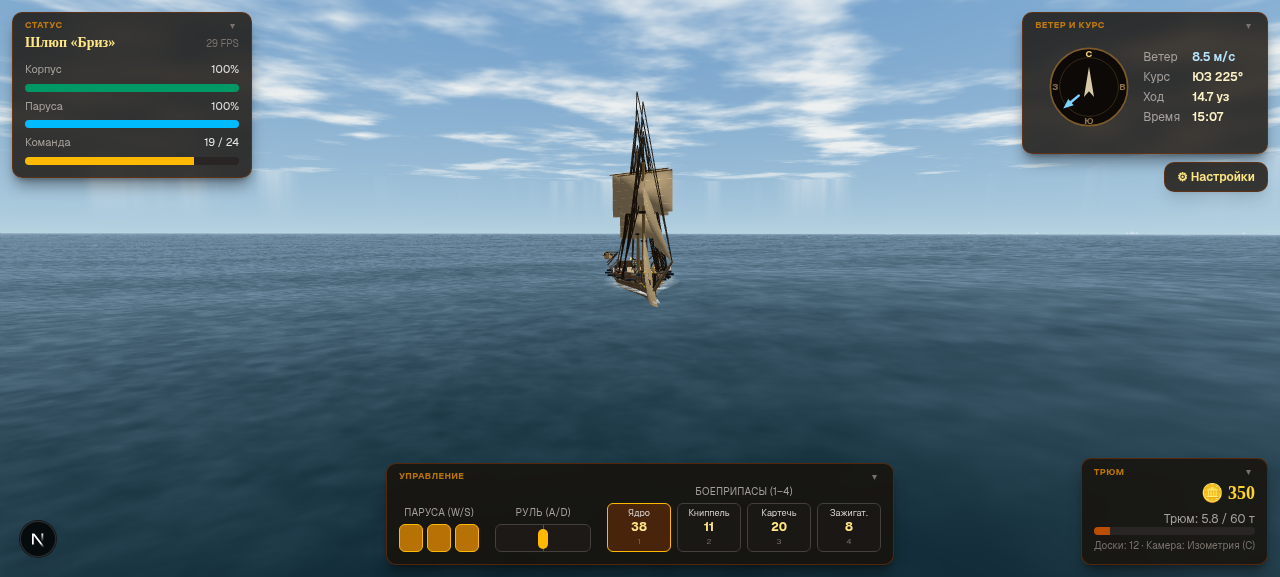 СТАТУС
Шлюп «Бриз» 29 FPS
Корпус 100%
Паруса 100%
Команда 19 / 24
ВЕТЕР И КУРС
С
З В
Ю
Ветер 8.5 м/с
Курс ЮЗ 225°
Ход 14.7 уз
Время 15:07
⚙ Настройки
УПРАВЛЕНИЕ
ПАРУСА (W/S)
РУЛЬ (A/D)
БОЕПРИПАСЫ (1–4)
Ядро Книппель Картечь Зажигат.
38 11 20 8
1 2 3 4
ТРЮМ
350
Трюм: 5.8 / 60 т
Доски: 12 · Камера: Изометрия (C)
N